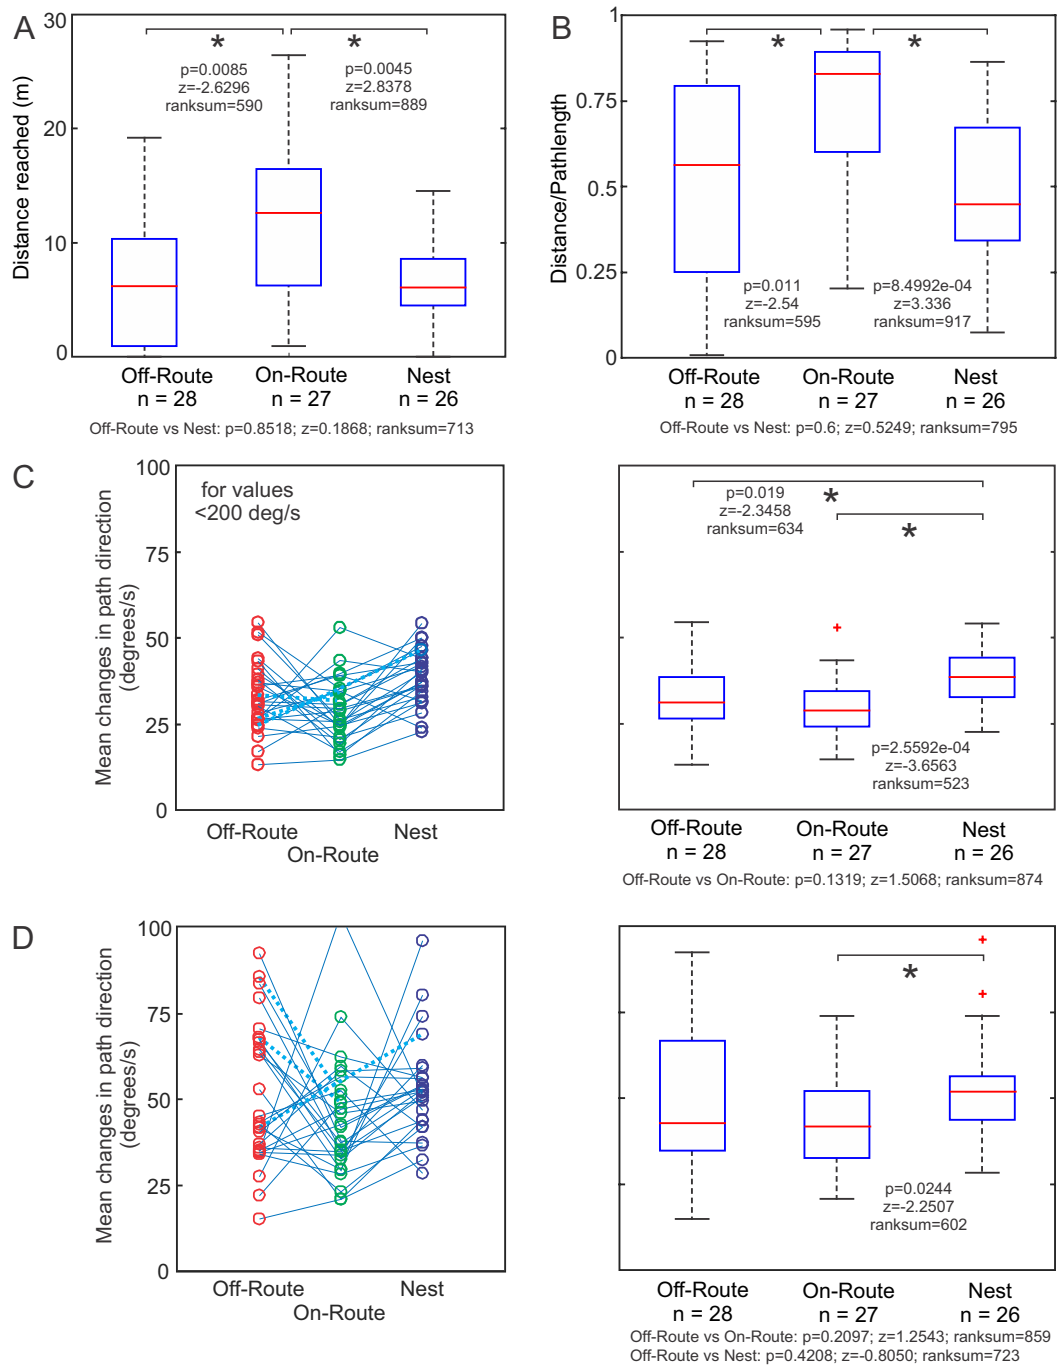 A
30
20
10
0
Distance reached (m)
*
*
p=0.0085
z=-2.6296
ranksum=590
p=0.0045
z=2.8378
ranksum=889
Off-Route
n = 28
On-Route
n = 27
Nest
n = 26
Off-Route vs Nest: p=0.8518; z=0.1868; ranksum=713
B
1
0.75
0.5
0.25
0
Distance/Pathlength
*
*
p=0.011
z=-2.54
ranksum=595
p=8.4992e-04
z=3.336
ranksum=917
Off-Route
n = 28
On-Route
n = 27
Nest
n = 26
Off-Route vs Nest: p=0.6; z=0.5249; ranksum=795
C
100
75
50
25
0
Mean changes in path direction
(degrees/s)
for values
<200 deg/s
Off-Route
On-Route
Nest
p=0.019
z=-2.3458
ranksum=634
*
*
p=2.5592e-04
z=-3.6563
ranksum=523
Off-Route
n = 28
On-Route
n = 27
Nest
n = 26
Off-Route vs On-Route: p=0.1319; z=1.5068; ranksum=874
D
100
75
50
25
0
Mean changes in path direction
(degrees/s)
Off-Route
On-Route
Nest
*
p=0.0244
z=-2.2507
ranksum=602
Off-Route
n = 28
On-Route
n = 27
Nest
n = 26
Off-Route vs On-Route: p=0.2097; z=1.2543; ranksum=859
Off-Route vs Nest: p=0.4208; z=-0.8050; ranksum=723